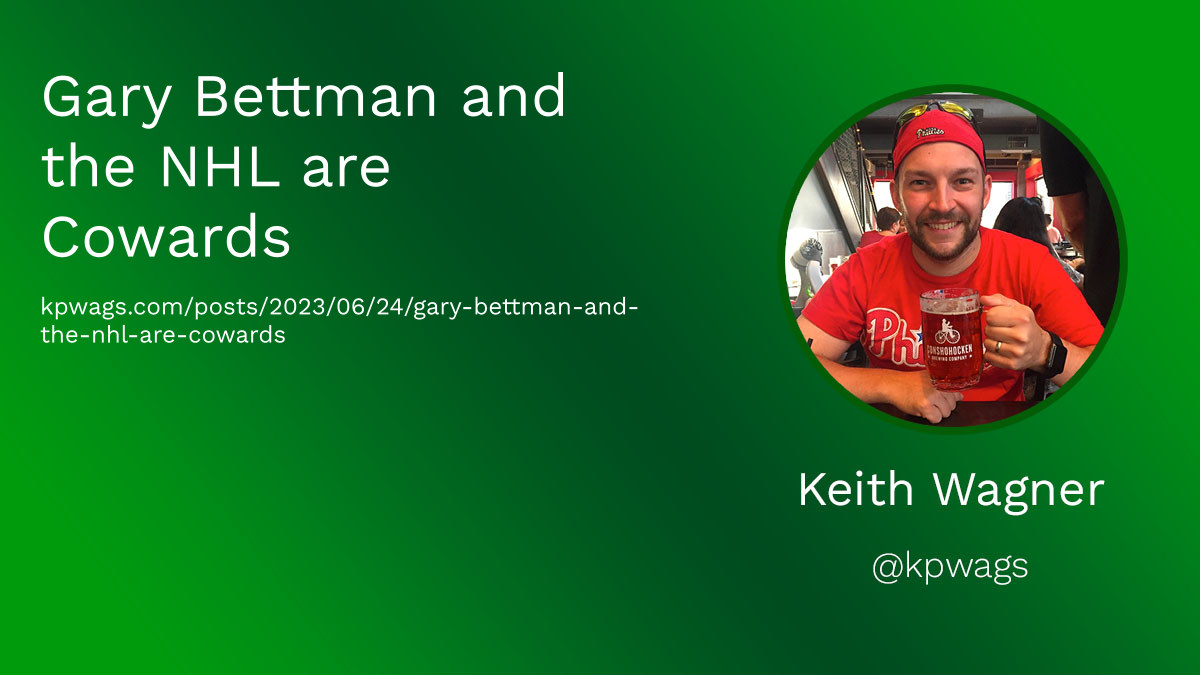 Gary Bettman and
the NHL are
Cowards
kpwags.com/posts/2023/06/24/gary-bettman-and-
the-nhl-are-cowards
Phillies
Phi
CONSHOHOCKEN
BREWING COMPANY
Keith Wagner
@kpwags